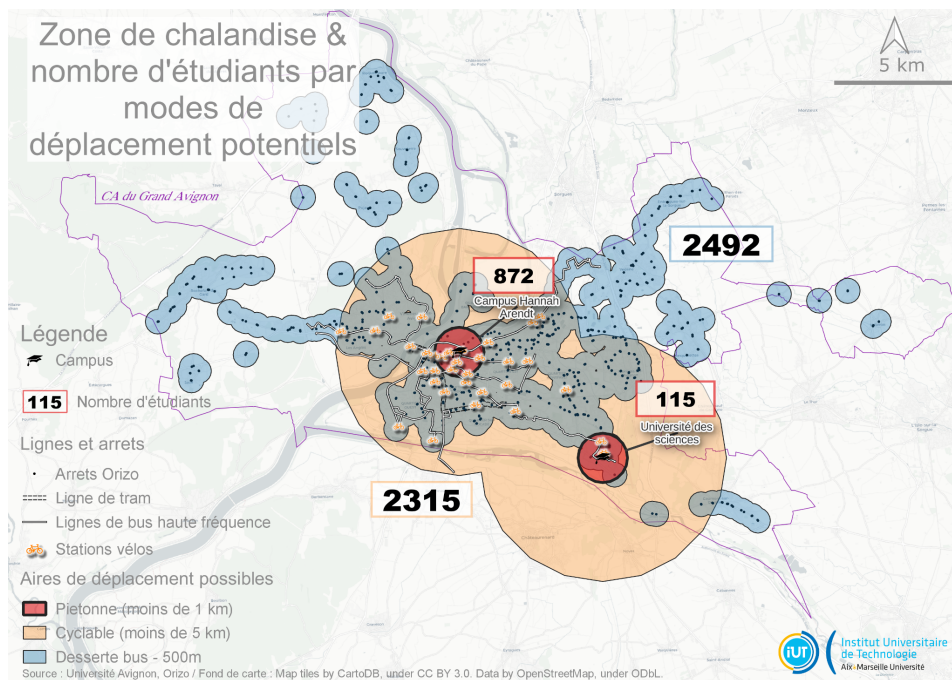 Zone de chalandise &
nombre d'étudiants par
modes de
déplacement potentiels
5 km
CA du Grand Avignon
2492
872
Campus Hannah
Arendt
115
Université des
sciences
2315
Légende
Campus
115 Nombre d'étudiants
Lignes et arrets
Arrets Orizo
Ligne de tram
Lignes de bus haute fréquence
Stations vélos
Aires de déplacement possibles
Pietonne (moins de 1 km)
Cyclable (moins de 5 km)
Desserte bus - 500m
Source : Université Avignon, Orizo / Fond de carte : Map tiles by CartoDB, under CC BY 3.0. Data by OpenStreetMap, under ODbL.
iUT
Institut Universitaire
de Technologie
Aix-Marseille Université